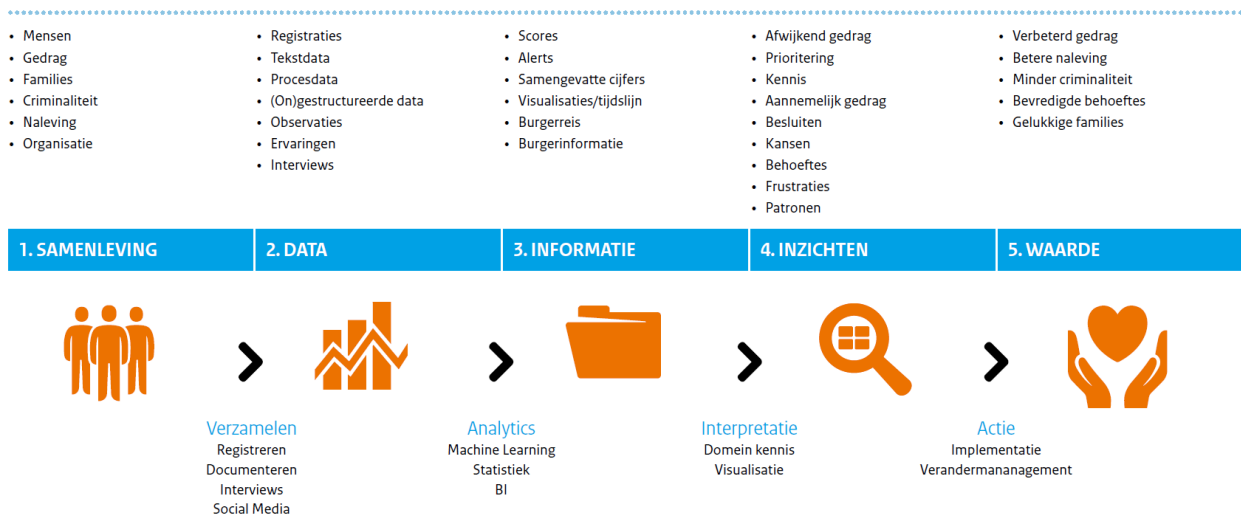 • Mensen
• Gedrag
• Families
• Criminaliteit
• Naleving
• Organisatie
• Registraties
• Tekstdata
• Procesdata
• (On)gestructureerde data
• Observaties
• Ervaringen
• Interviews
• Scores
• Alerts
• Samengevatte cijfers
• Visualisaties/tijdslijn
• Burgerreis
• Burgerinformatie
• Afwijkend gedrag
• Prioritering
• Kennis
• Aannemelijk gedrag
• Besluiten
• Kansen
• Behoeftes
• Frustraties
• Patronen
• Verbeterd gedrag
• Betere naleving
• Minder criminaliteit
• Bevredigde behoeftes
• Gelukkige families
1. SAMENLEVING
2. DATA
3. INFORMATIE
4. INZICHTEN
5. WAARDE
Verzamelen
Registreren
Documenteren
Interviews
Social Media
Analytics
Machine Learning
Statistiek
BI
Interpretatie
Domein kennis
Visualisatie
Actie
Implementatie
Verandermananagement